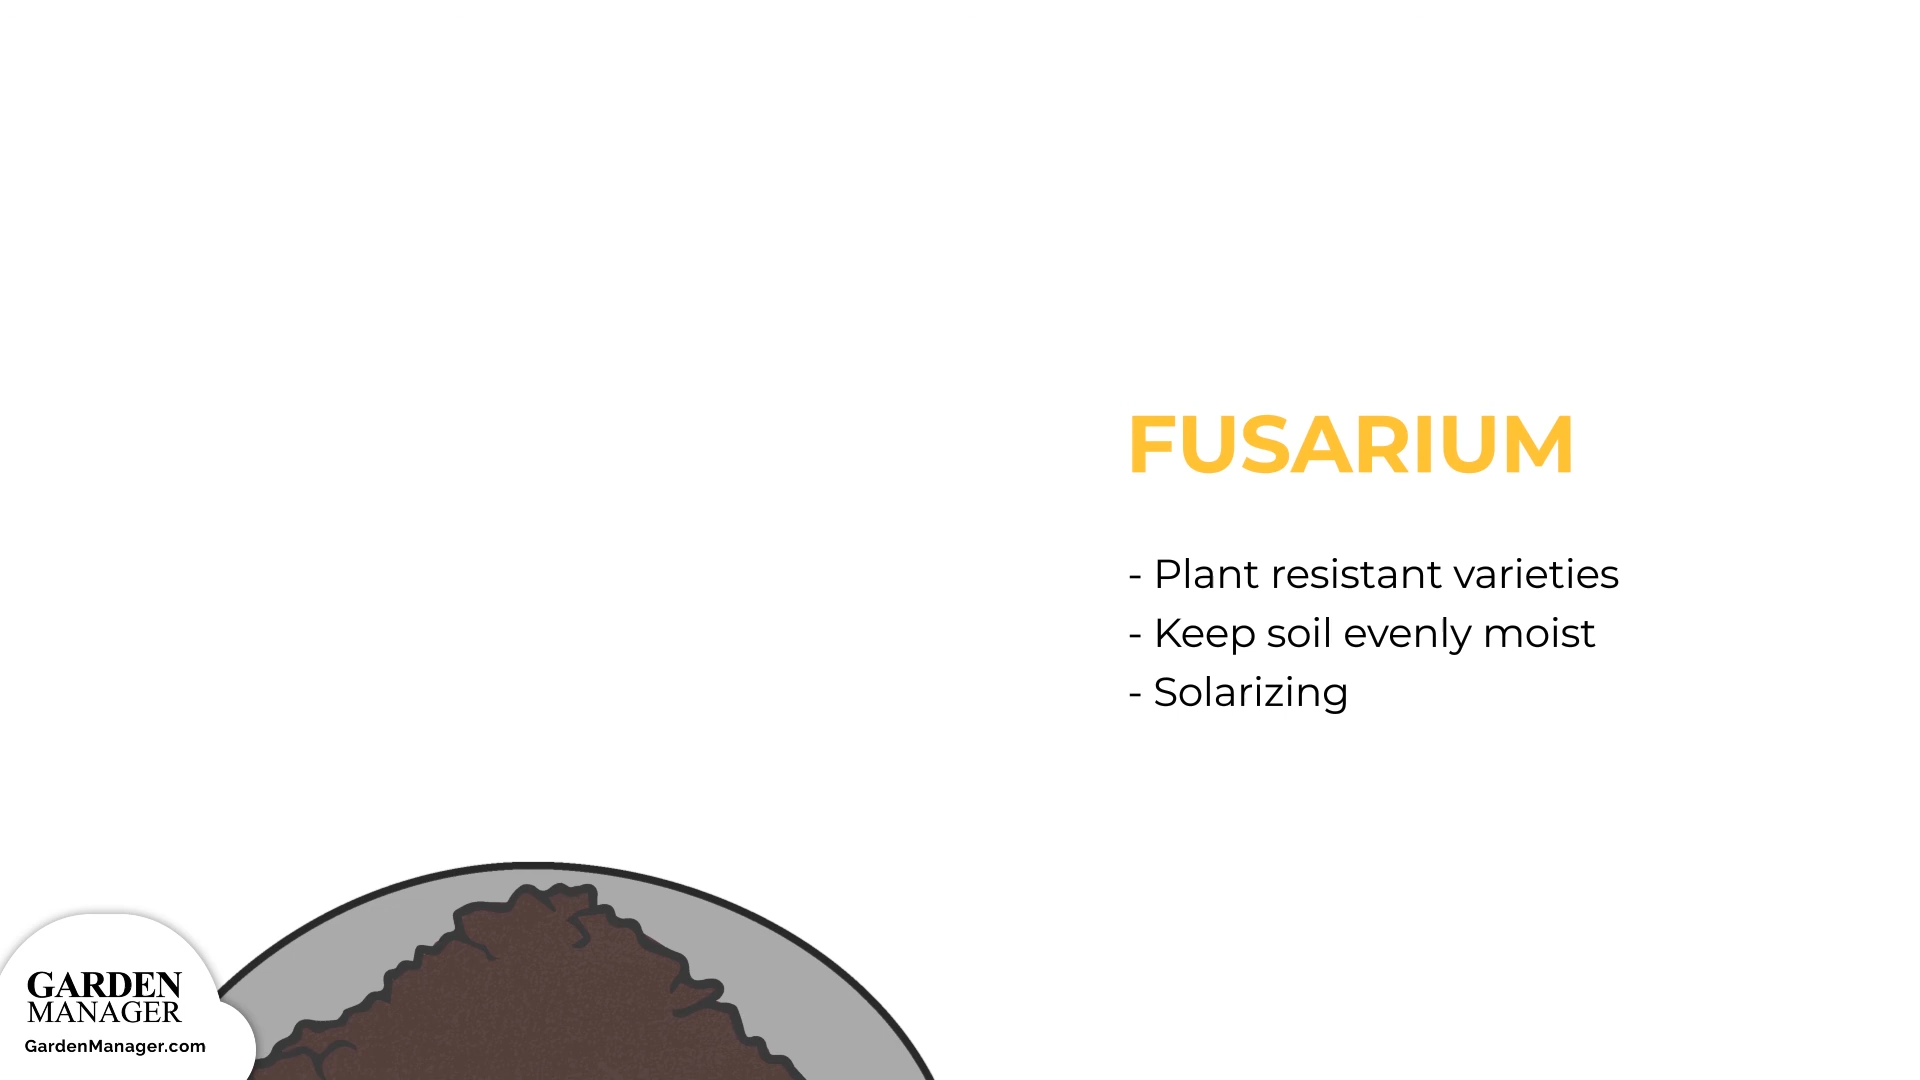 FUSARIUM
- Plant resistant varieties
- Keep soil evenly moist
- Solarizing
GARDEN
MANAGER
GardenManager.com